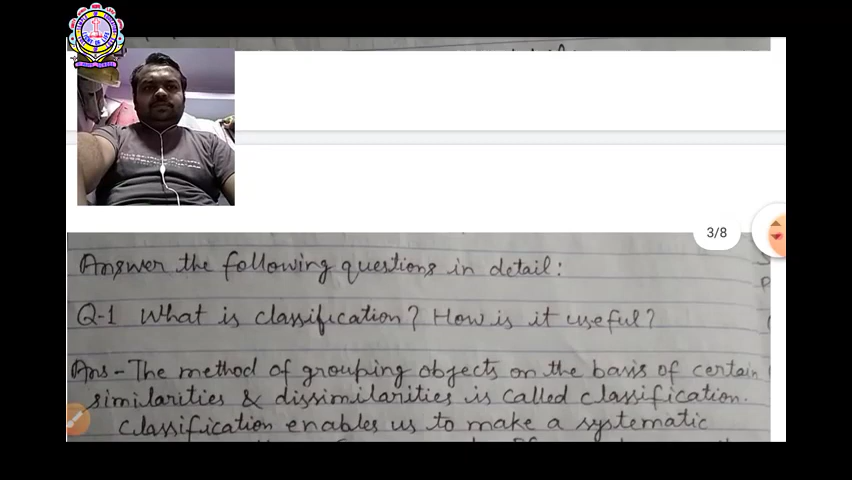 3/8
Answer the following questions in detail:
Q-1 What is classification? How is it useful?
Ans - The method of grouping objects on the basis of certain
similarities & dissimilarities is called classification.
Classification enables us to make a systematic